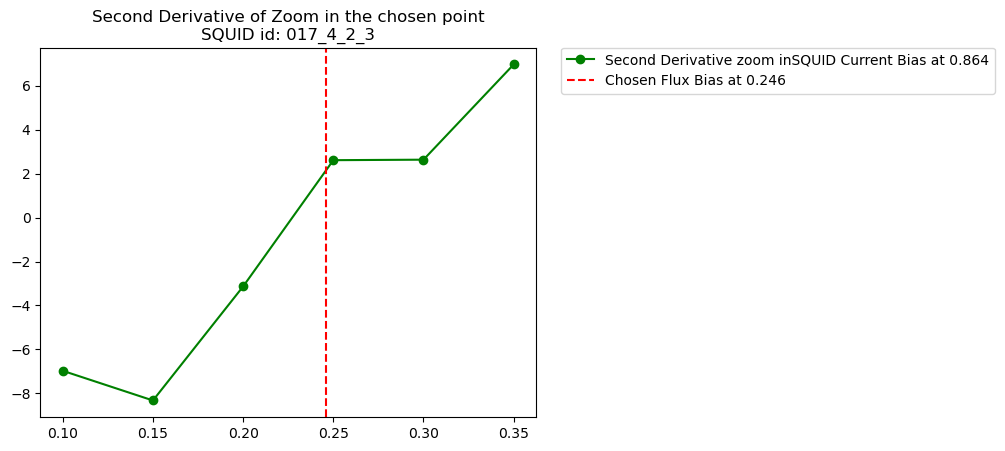 Second Derivative of Zoom in the chosen point
SQUID id: 017_4_2_3
Second Derivative zoom inSQUID Current Bias at 0.864
Chosen Flux Bias at 0.246
6
4
2
0
−2
−4
−6
−8
0.10 0.15 0.20 0.25 0.30 0.35